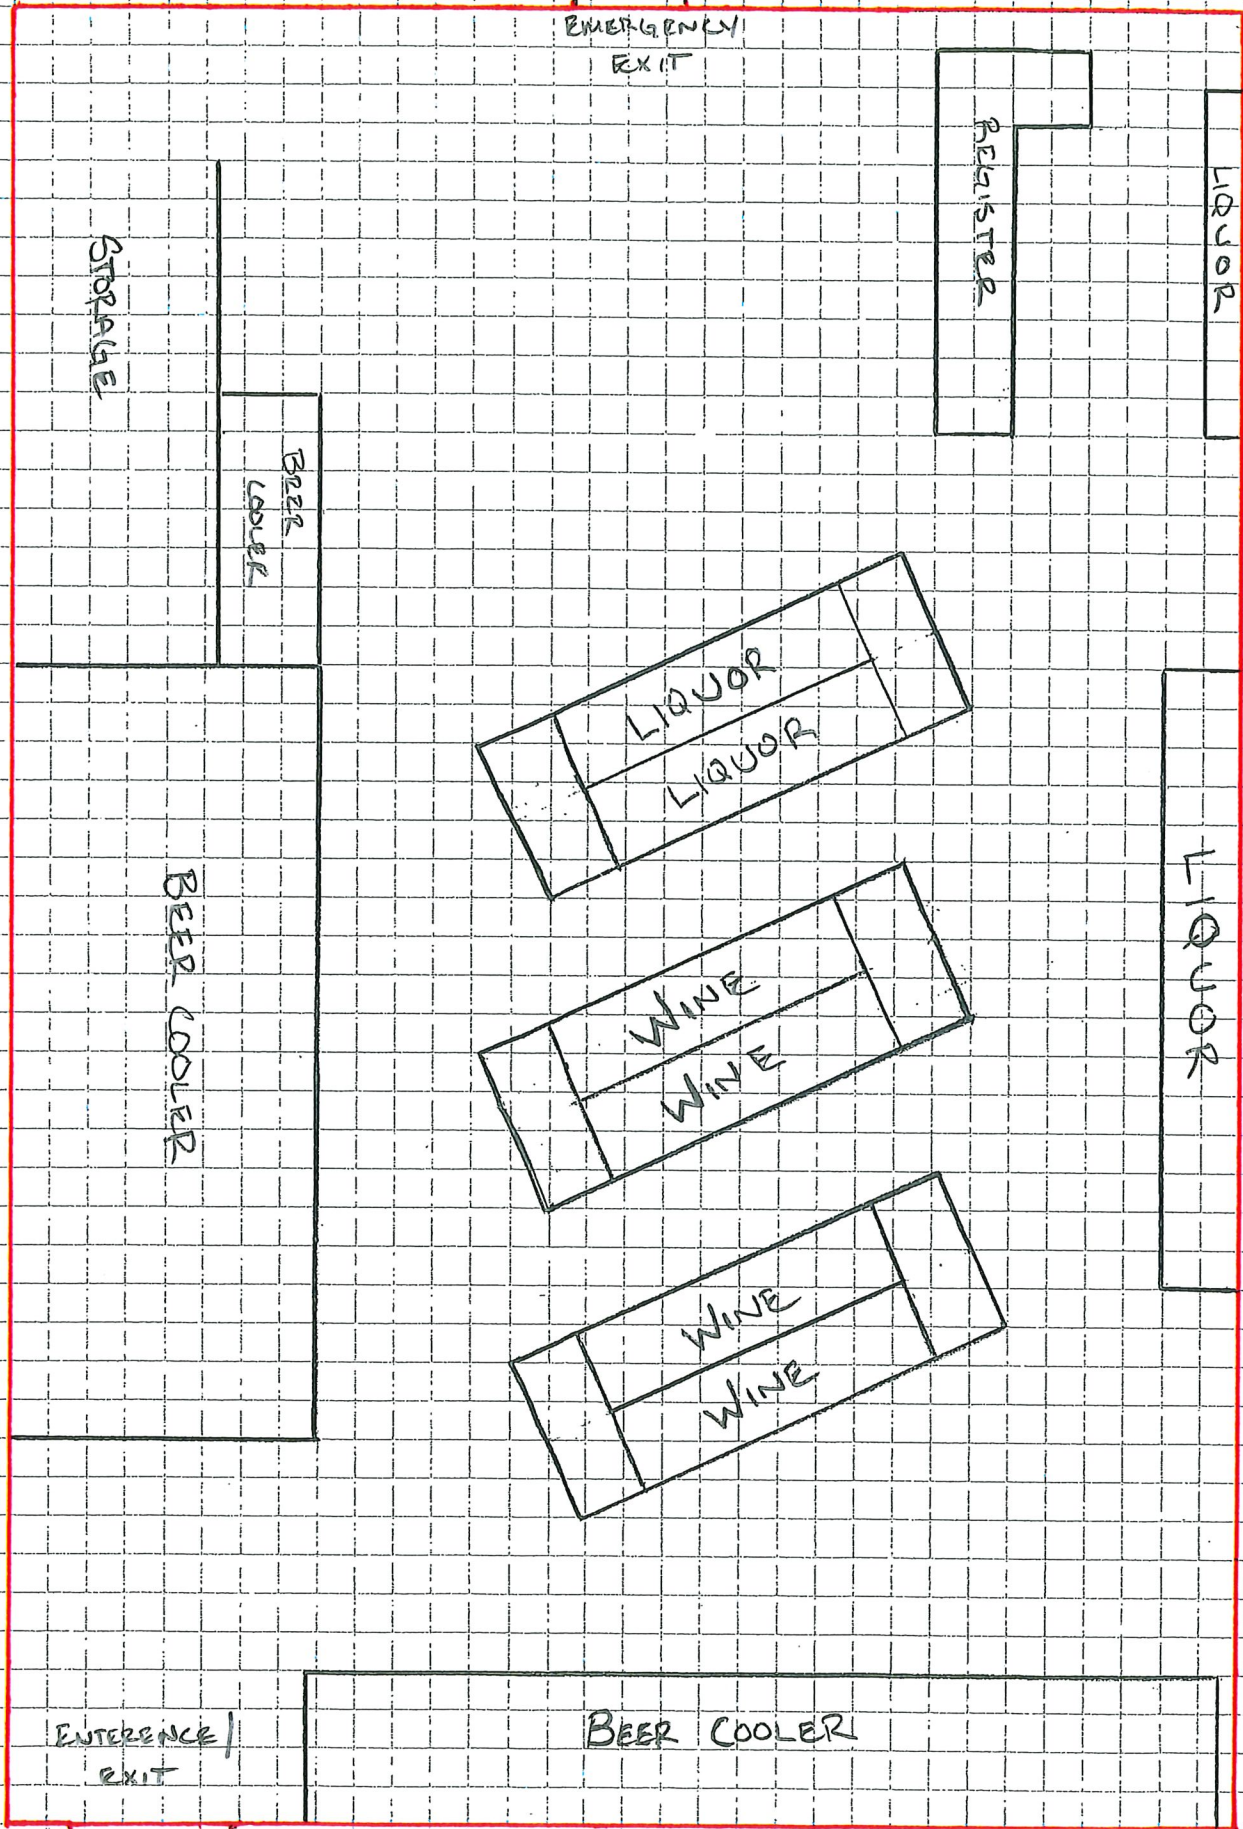 EMERGENCY
EXIT
REGISTER
LIQUOR
STORAGE
BEER
COOLER
LIQUOR
LIQUOR
LIQUOR
BEER COOLER
WINE
WINE
WINE
WINE
BEER COOLER
ENTERENCE/
EXIT